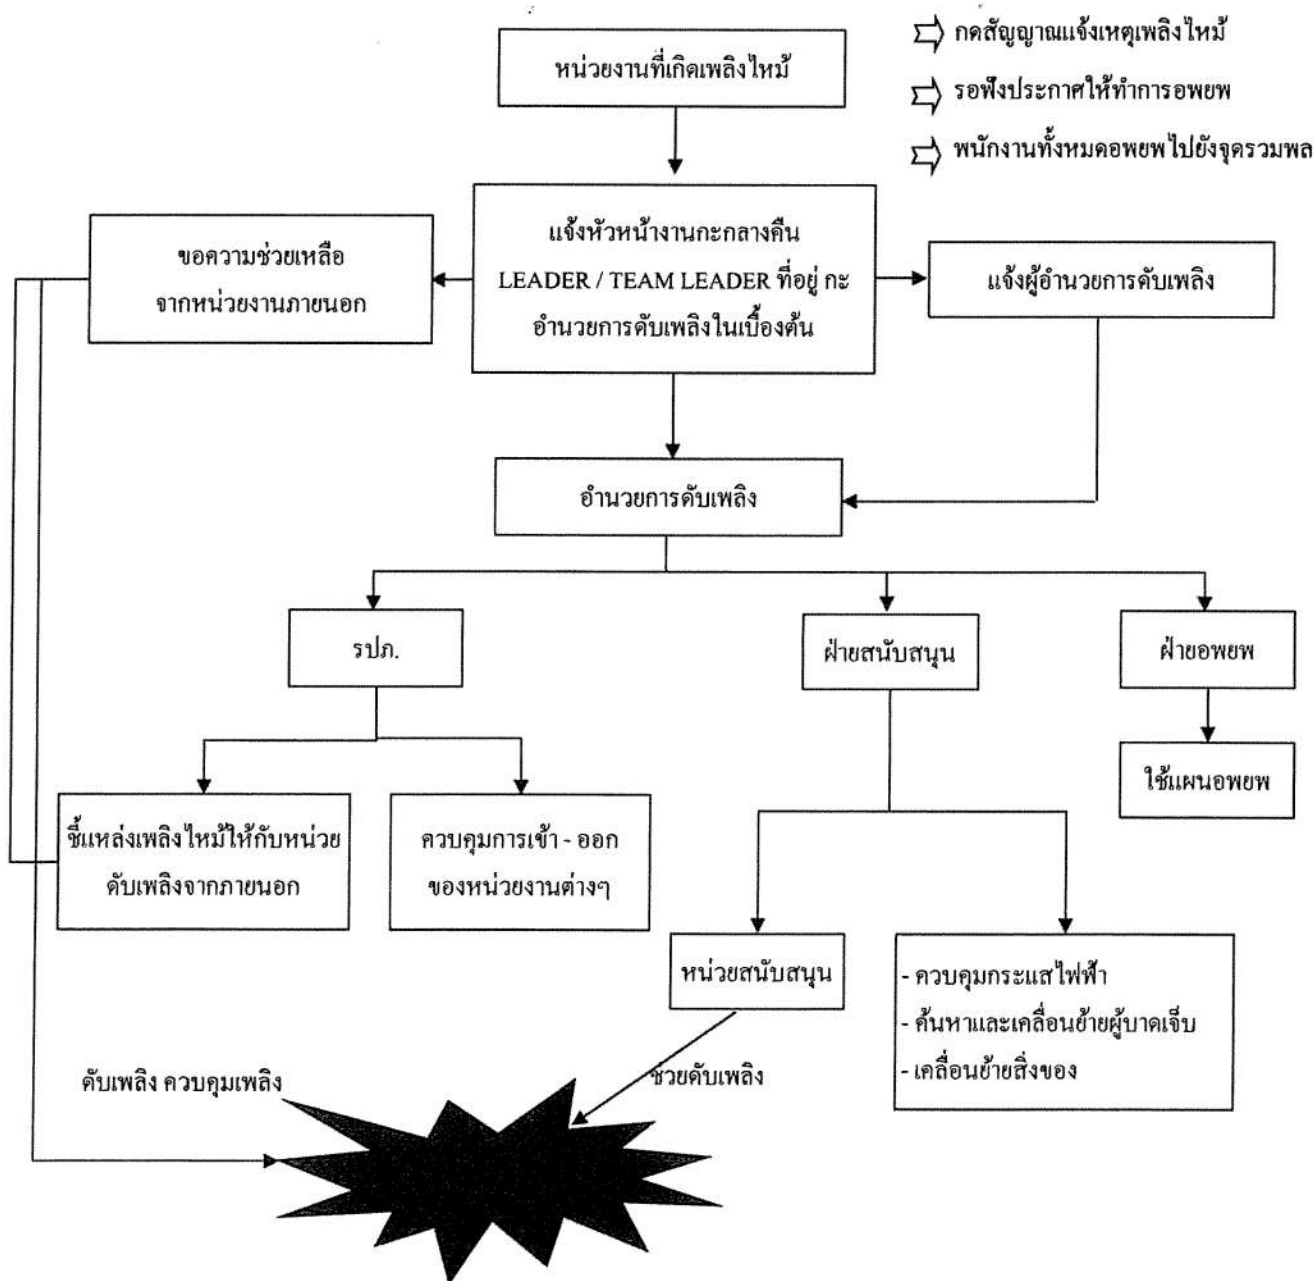 กดสัญญาณแจ้งเหตุเพลิงไหม้
หน่วยงานที่เกิดเพลิงไหม้
รอฟังประกาศให้ทำการอพยพ
พนักงานทั้งหมดอพยพไปยังจุดรวมพล
แจ้งหัวหน้างานกะกลางคืน
LEADER / TEAM LEADER ที่อยู่ กะ
อำนวยการดับเพลิงในเบื้องต้น
ขอความช่วยเหลือ
จากหน่วยงานภายนอก
แจ้งผู้อำนวยการดับเพลิง
อำนวยการดับเพลิง
รปภ.
ฝ่ายสนับสนุน
ฝ่ายอพยพ
ใช้แผนอพยพ
ชี้แหล่งเพลิงไหม้ให้กับหน่วย
ดับเพลิงจากภายนอก
ควบคุมการเข้า - ออก
ของหน่วยงานต่างๆ
หน่วยสนับสนุน
- ควบคุมกระแสไฟฟ้า
- ค้นหาและเคลื่อนย้ายผู้บาดเจ็บ
- เคลื่อนย้ายสิ่งของ
ดับเพลิง ควบคุมเพลิง
ชวยดับเพลิง